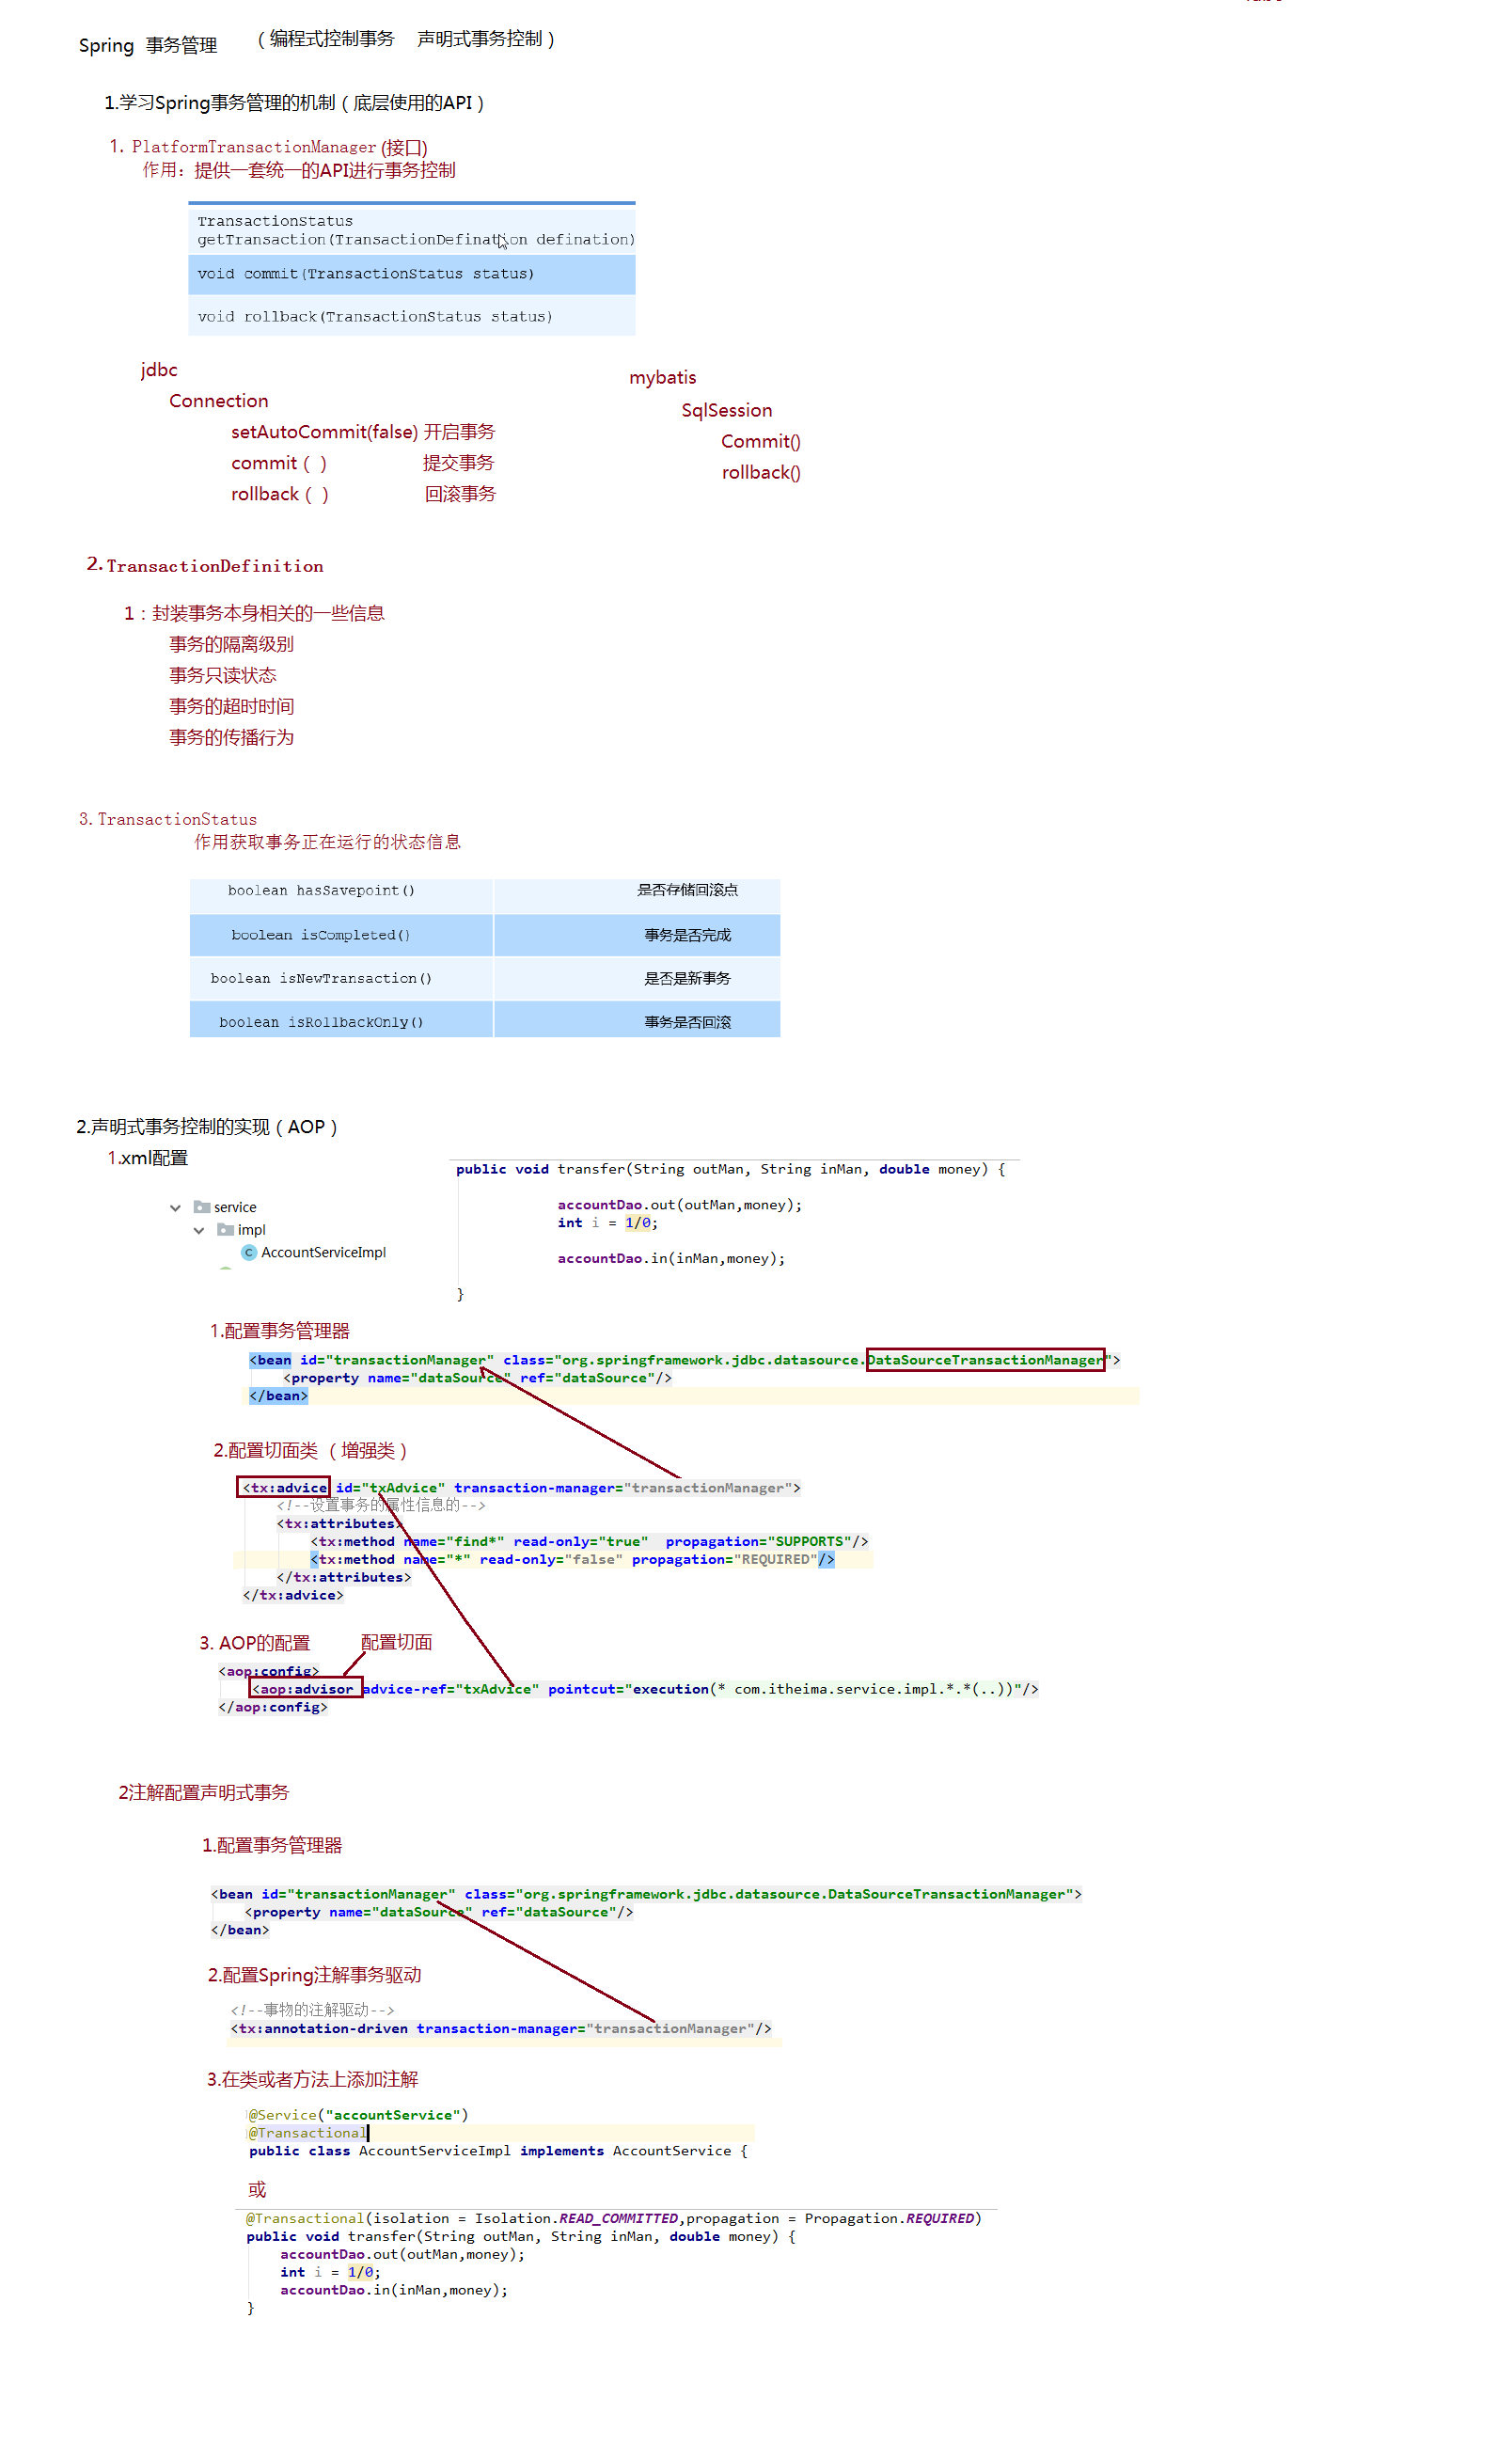 Spring 事务管理 （编程式控制事务 声明式事务控制）
1.学习Spring事务管理的机制（底层使用的API）
1. PlatformTransactionManager (接口)
作用：提供一套统一的API进行事务控制
TransactionStatus
getTransaction(TransactionDefination defination)
void commit(TransactionStatus status)
void rollback(TransactionStatus status)
jdbc
Connection
setAutoCommit(false) 开启事务
commit（ ） 提交事务
rollback（ ） 回滚事务
mybatis
SqlSession
Commit()
rollback()
2.TransactionDefinition
1：封装事务本身相关的一些信息
事务的隔离级别
事务只读状态
事务的超时时间
事务的传播行为
3.TransactionStatus
作用获取事务正在运行的状态信息
boolean hasSavepoint() 是否存储回滚点
boolean isCompleted() 事务是否完成
boolean isNewTransaction() 是否是新事务
boolean isRollbackOnly() 事务是否回滚
2.声明式事务控制的实现（AOP）
1.xml配置
service
impl
AccountServiceImpl
public void transfer(String outMan, String inMan, double money) {
accountDao.out(outMan,money);
int i = 1/0;
accountDao.in(inMan,money);
}
1.配置事务管理器
<bean id="transactionManager" class="org.springframework.jdbc.datasource.DataSourceTransactionManager">
<property name="dataSource" ref="dataSource"/>
</bean>
2.配置切面类 （增强类）
<tx:advice id="txAdvice" transaction-manager="transactionManager">
<!--设置事务的属性信息的-->
<tx:attributes>
<tx:method name="find*" read-only="true" propagation="SUPPORTS"/>
<tx:method name="*" read-only="false" propagation="REQUIRED"/>
</tx:attributes>
</tx:advice>
3. AOP的配置 配置切面
<aop:config>
<aop:advisor advice-ref="txAdvice" pointcut="execution(* com.itheima.service.impl.*.*(..))"/>
</aop:config>
2注解配置声明式事务
1.配置事务管理器
<bean id="transactionManager" class="org.springframework.jdbc.datasource.DataSourceTransactionManager">
<property name="dataSource" ref="dataSource"/>
</bean>
2.配置Spring注解事务驱动
<!--事物的注解驱动-->
<tx:annotation-driven transaction-manager="transactionManager"/>
3.在类或者方法上添加注解
@Service("accountService")
@Transactional
public class AccountServiceImpl implements AccountService {
或
@Transactional(isolation = Isolation.READ_COMMITTED,propagation = Propagation.REQUIRED)
public void transfer(String outMan, String inMan, double money) {
accountDao.out(outMan,money);
int i = 1/0;
accountDao.in(inMan,money);
}